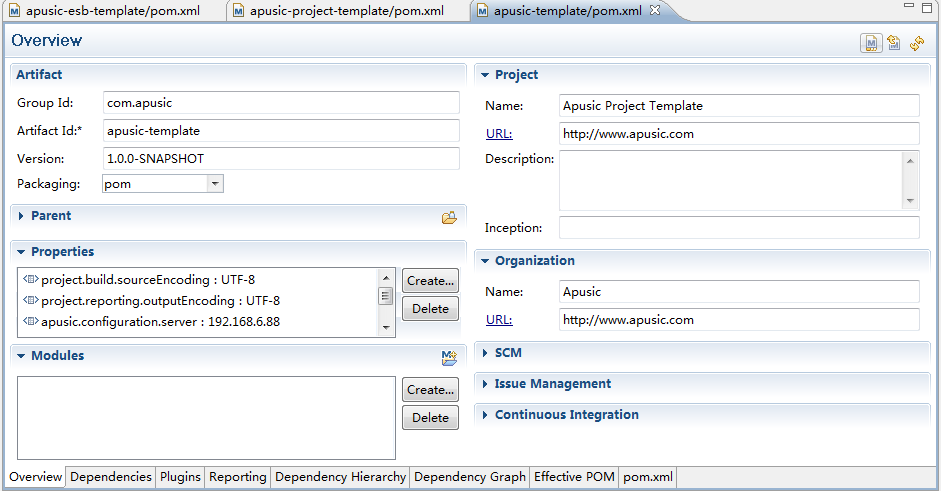 apusic-esb-template/pom.xml
apusic-project-template/pom.xml
apusic-template/pom.xml
Overview
Artifact
Group Id: com.apusic
Artifact Id:* apusic-template
Version: 1.0.0-SNAPSHOT
Packaging: pom
Parent
Properties
project.build.sourceEncoding : UTF-8
project.reporting.outputEncoding : UTF-8
apusic.configuration.server : 192.168.6.88
Create...
Delete
Modules
Create...
Delete
Project
Name: Apusic Project Template
URL: http://www.apusic.com
Description:
Inception:
Organization
Name: Apusic
URL: http://www.apusic.com
SCM
Issue Management
Continuous Integration
Overview Dependencies Plugins Reporting Dependency Hierarchy Dependency Graph Effective POM pom.xml